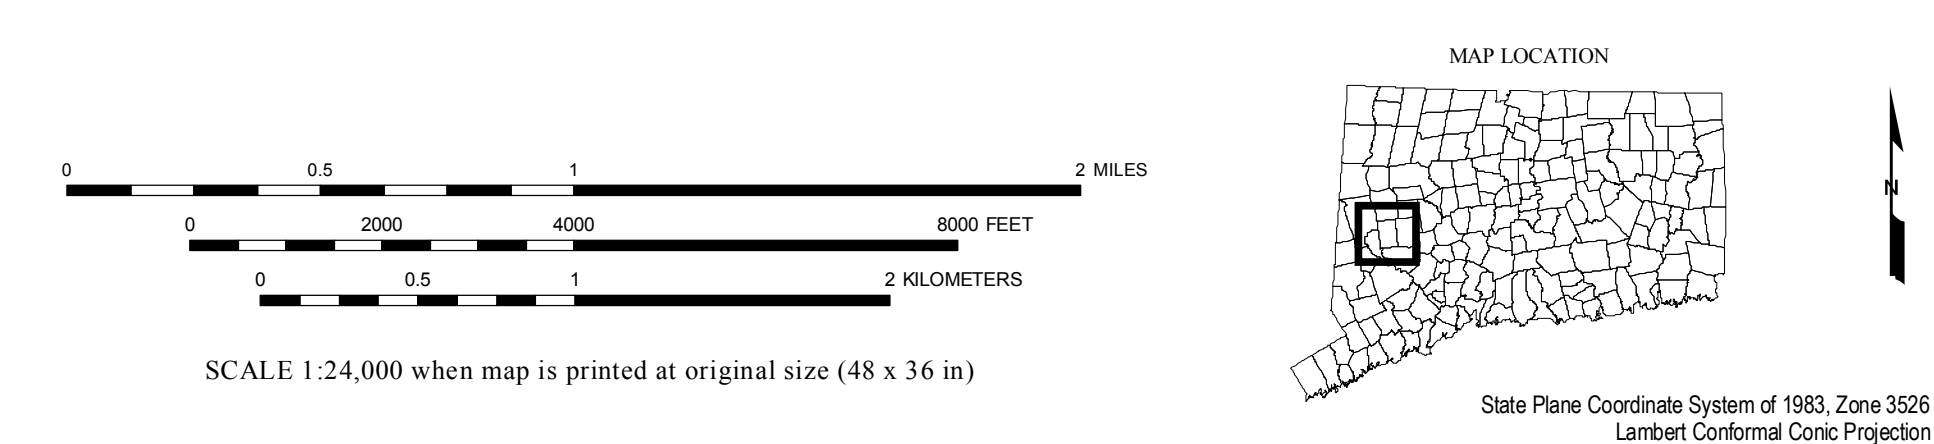 MAP LOCATION
0 0.5 1 2 MILES
0 2000 4000 8000 FEET
0 0.5 1 2 KILOMETERS
N
SCALE 1:24,000 when map is printed at original size (48 x 36 in)
State Plane Coordinate System of 1983, Zone 3526
Lambert Conformal Conic Projection